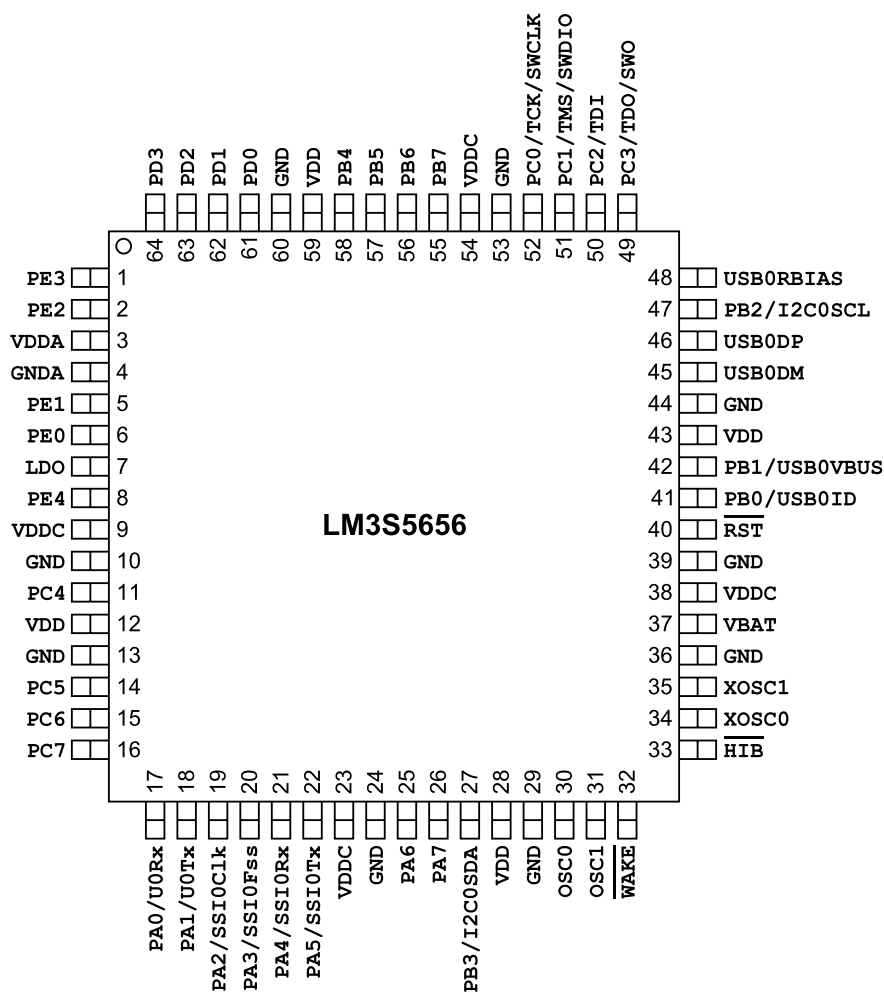 PD3
PD2
PD1
PD0
GND
VDD
PB4
PB5
PB6
PB7
VDDC
GND
PC0/TCK/SWCLK
PC1/TMS/SWDIO
PC2/TDI
PC3/TDO/SWO
64
63
62
61
60
59
58
57
56
55
54
53
52
51
50
49
PE3 1
PE2 2
VDDA 3
GNDA 4
PE1 5
PE0 6
LDO 7
PE4 8
VDDC 9
GND 10
PC4 11
VDD 12
GND 13
PC5 14
PC6 15
PC7 16
LM3S5656
48 USB0RBIAS
47 PB2/I2C0SCL
46 USB0DP
45 USB0DM
44 GND
43 VDD
42 PB1/USB0VBUS
41 PB0/USB0ID
40 RST
39 GND
38 VDDC
37 VBAT
36 GND
35 XOSC1
34 XOSC0
33 HIB
17
18
19
20
21
22
23
24
25
26
27
28
29
30
31
32
PA0/U0Rx
PA1/U0Tx
PA2/SSI0Clk
PA3/SSI0Fss
PA4/SSI0Rx
PA5/SSI0Tx
VDDC
GND
PA6
PA7
PB3/I2C0SDA
VDD
GND
OSC0
OSC1
WAKE